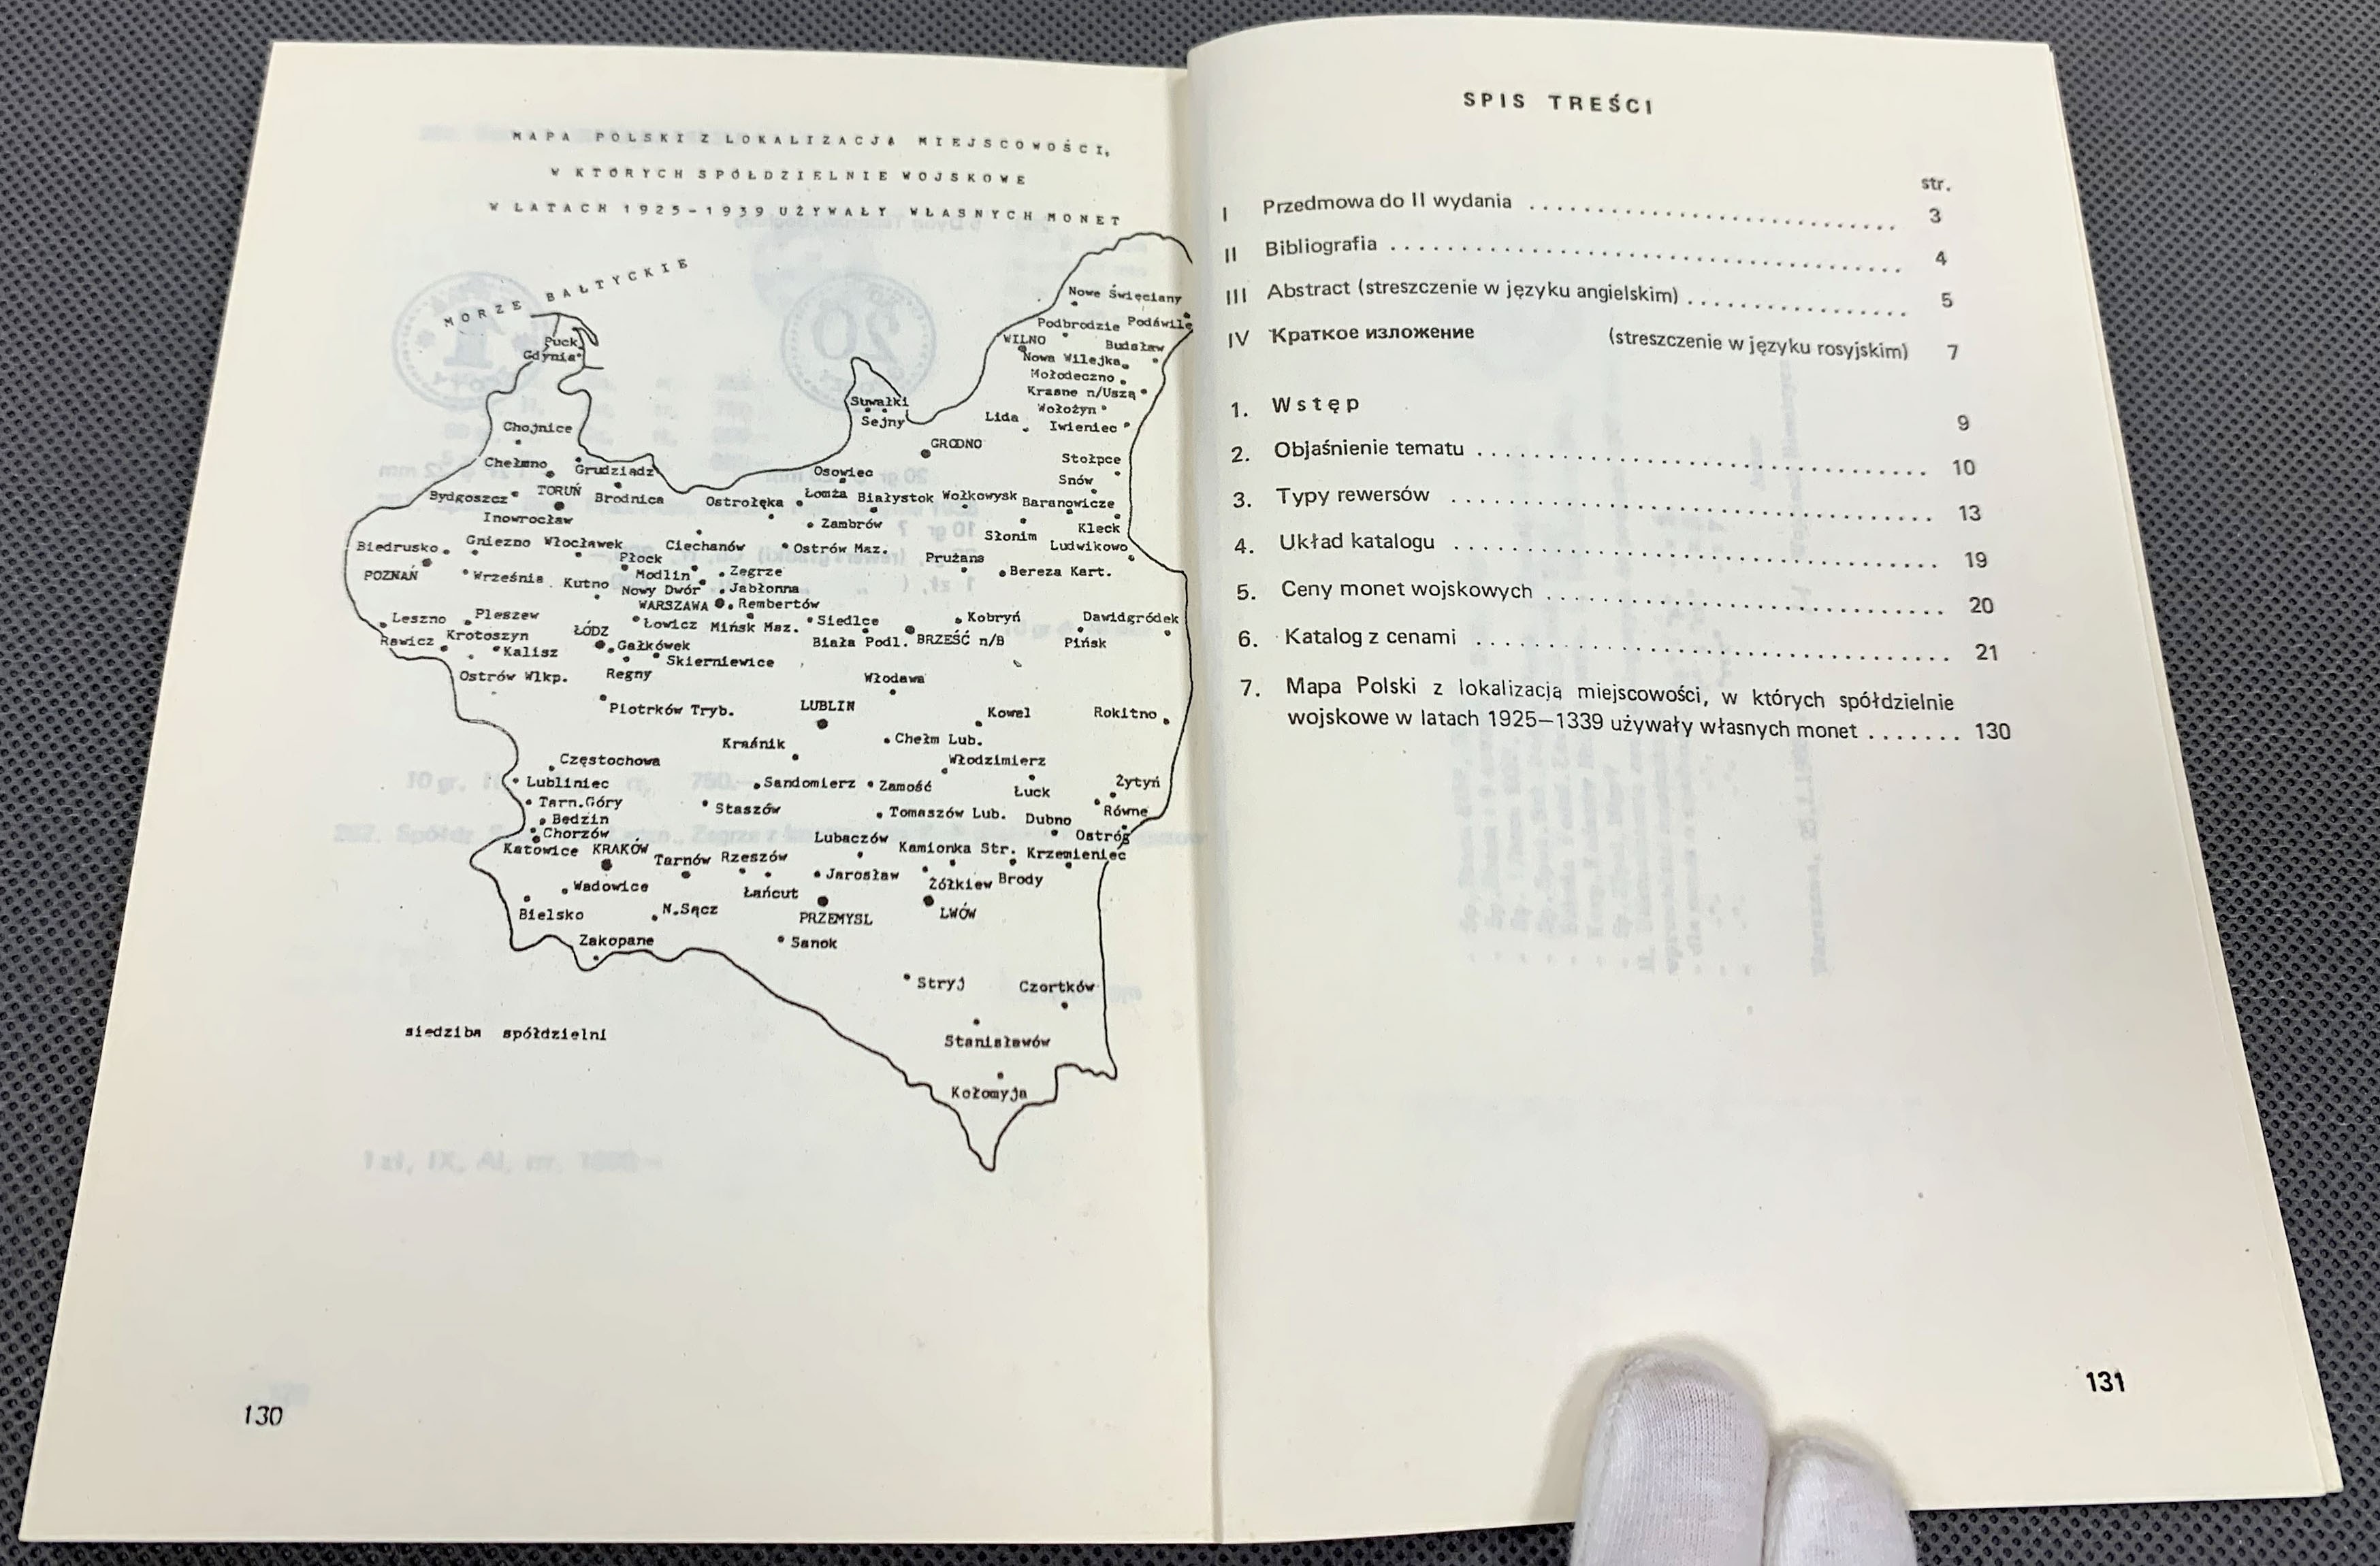 MAPA POLSKI Z LOKALIZACJĄ MIEJSCOWOŚCI,
W KTÓRYCH SPÓŁDZIELNIE WOJSKOWE
W LATACH 1925-1939 UŻYWAŁY WŁASNYCH MONET
MORZE BAŁTYCKIE
Nowe Święciany
Podbrodzie
Puck
Gdynia
WILNO
Budsław
Nowa Wilejka
Mołodeczno
Krasne n/Uszą
Suwałki
Wołożyn
Sejny
Lida
Iwieniec
Chojnice
GRODNO
Chełmno
Grudziądz
Osowiec
Stołpce
Snów
Bydgoszcz
TORUŃ
Brodnica
Ostrołęka
Łomża
Białystok
Wołkowysk
Baranowicze
Inowrocław
Zambrów
Kleck
Słonim
Biedrusko
Gniezno
Włocławek
Ciechanów
Ostrów Maz.
Ludwikowo
Płock
Prużana
POZNAŃ
Września
Kutno
Modlin
Zegrze
Bereza Kart.
Nowy Dwór
Jabłonna
WARSZAWA
Rembertów
Leszno
Pleszew
Łowicz
Mińsk Maz.
Siedlce
Kobryń
Dawidgródek
Rawicz
Krotoszyn
ŁÓDZ
Gałkówek
Biała Podl.
BRZEŚĆ n/B
Pińsk
Kalisz
Skierniewice
Ostrów Wlkp.
Regny
Włodawa
Piotrków Tryb.
LUBLIN
Kowel
Rokitno
Kraśnik
Chełm Lub.
Częstochowa
Włodzimierz
Lubliniec
Sandomierz
Zamość
Łuck
Żytyń
Tarn.Góry
Staszów
Tomaszów Lub.
Dubno
Równe
Będzin
Chorzów
Lubaczów
Ostróg
Katowice
KRAKÓW
Tarnów
Rzeszów
Kamionka Str.
Krzemieniec
Jarosław
Wadowice
Łańcut
Żółkiew
Brody
Bielsko
N.Sącz
PRZEMYSL
LWÓW
Zakopane
Sanok
Stryj
Czortków
siedziba spółdzielni
Stanisławów
Kołomyja
130
SPIS TREŚCI
str.
I Przedmowa do II wydania .............................. 3
II Bibliografia .............................. 4
III Abstract (streszczenie w języku angielskim) .................... 5
IV Краткое изложение (streszczenie w języku rosyjskim) 7
1. Wstęp 9
2. Objaśnienie tematu .............................. 10
3. Typy rewersów .............................. 13
4. Układ katalogu .............................. 19
5. Ceny monet wojskowych .............................. 20
6. Katalog z cenami .............................. 21
7. Mapa Polski z lokalizacją miejscowości, w których spółdzielnie
wojskowe w latach 1925–1339 używały własnych monet ....... 130
131